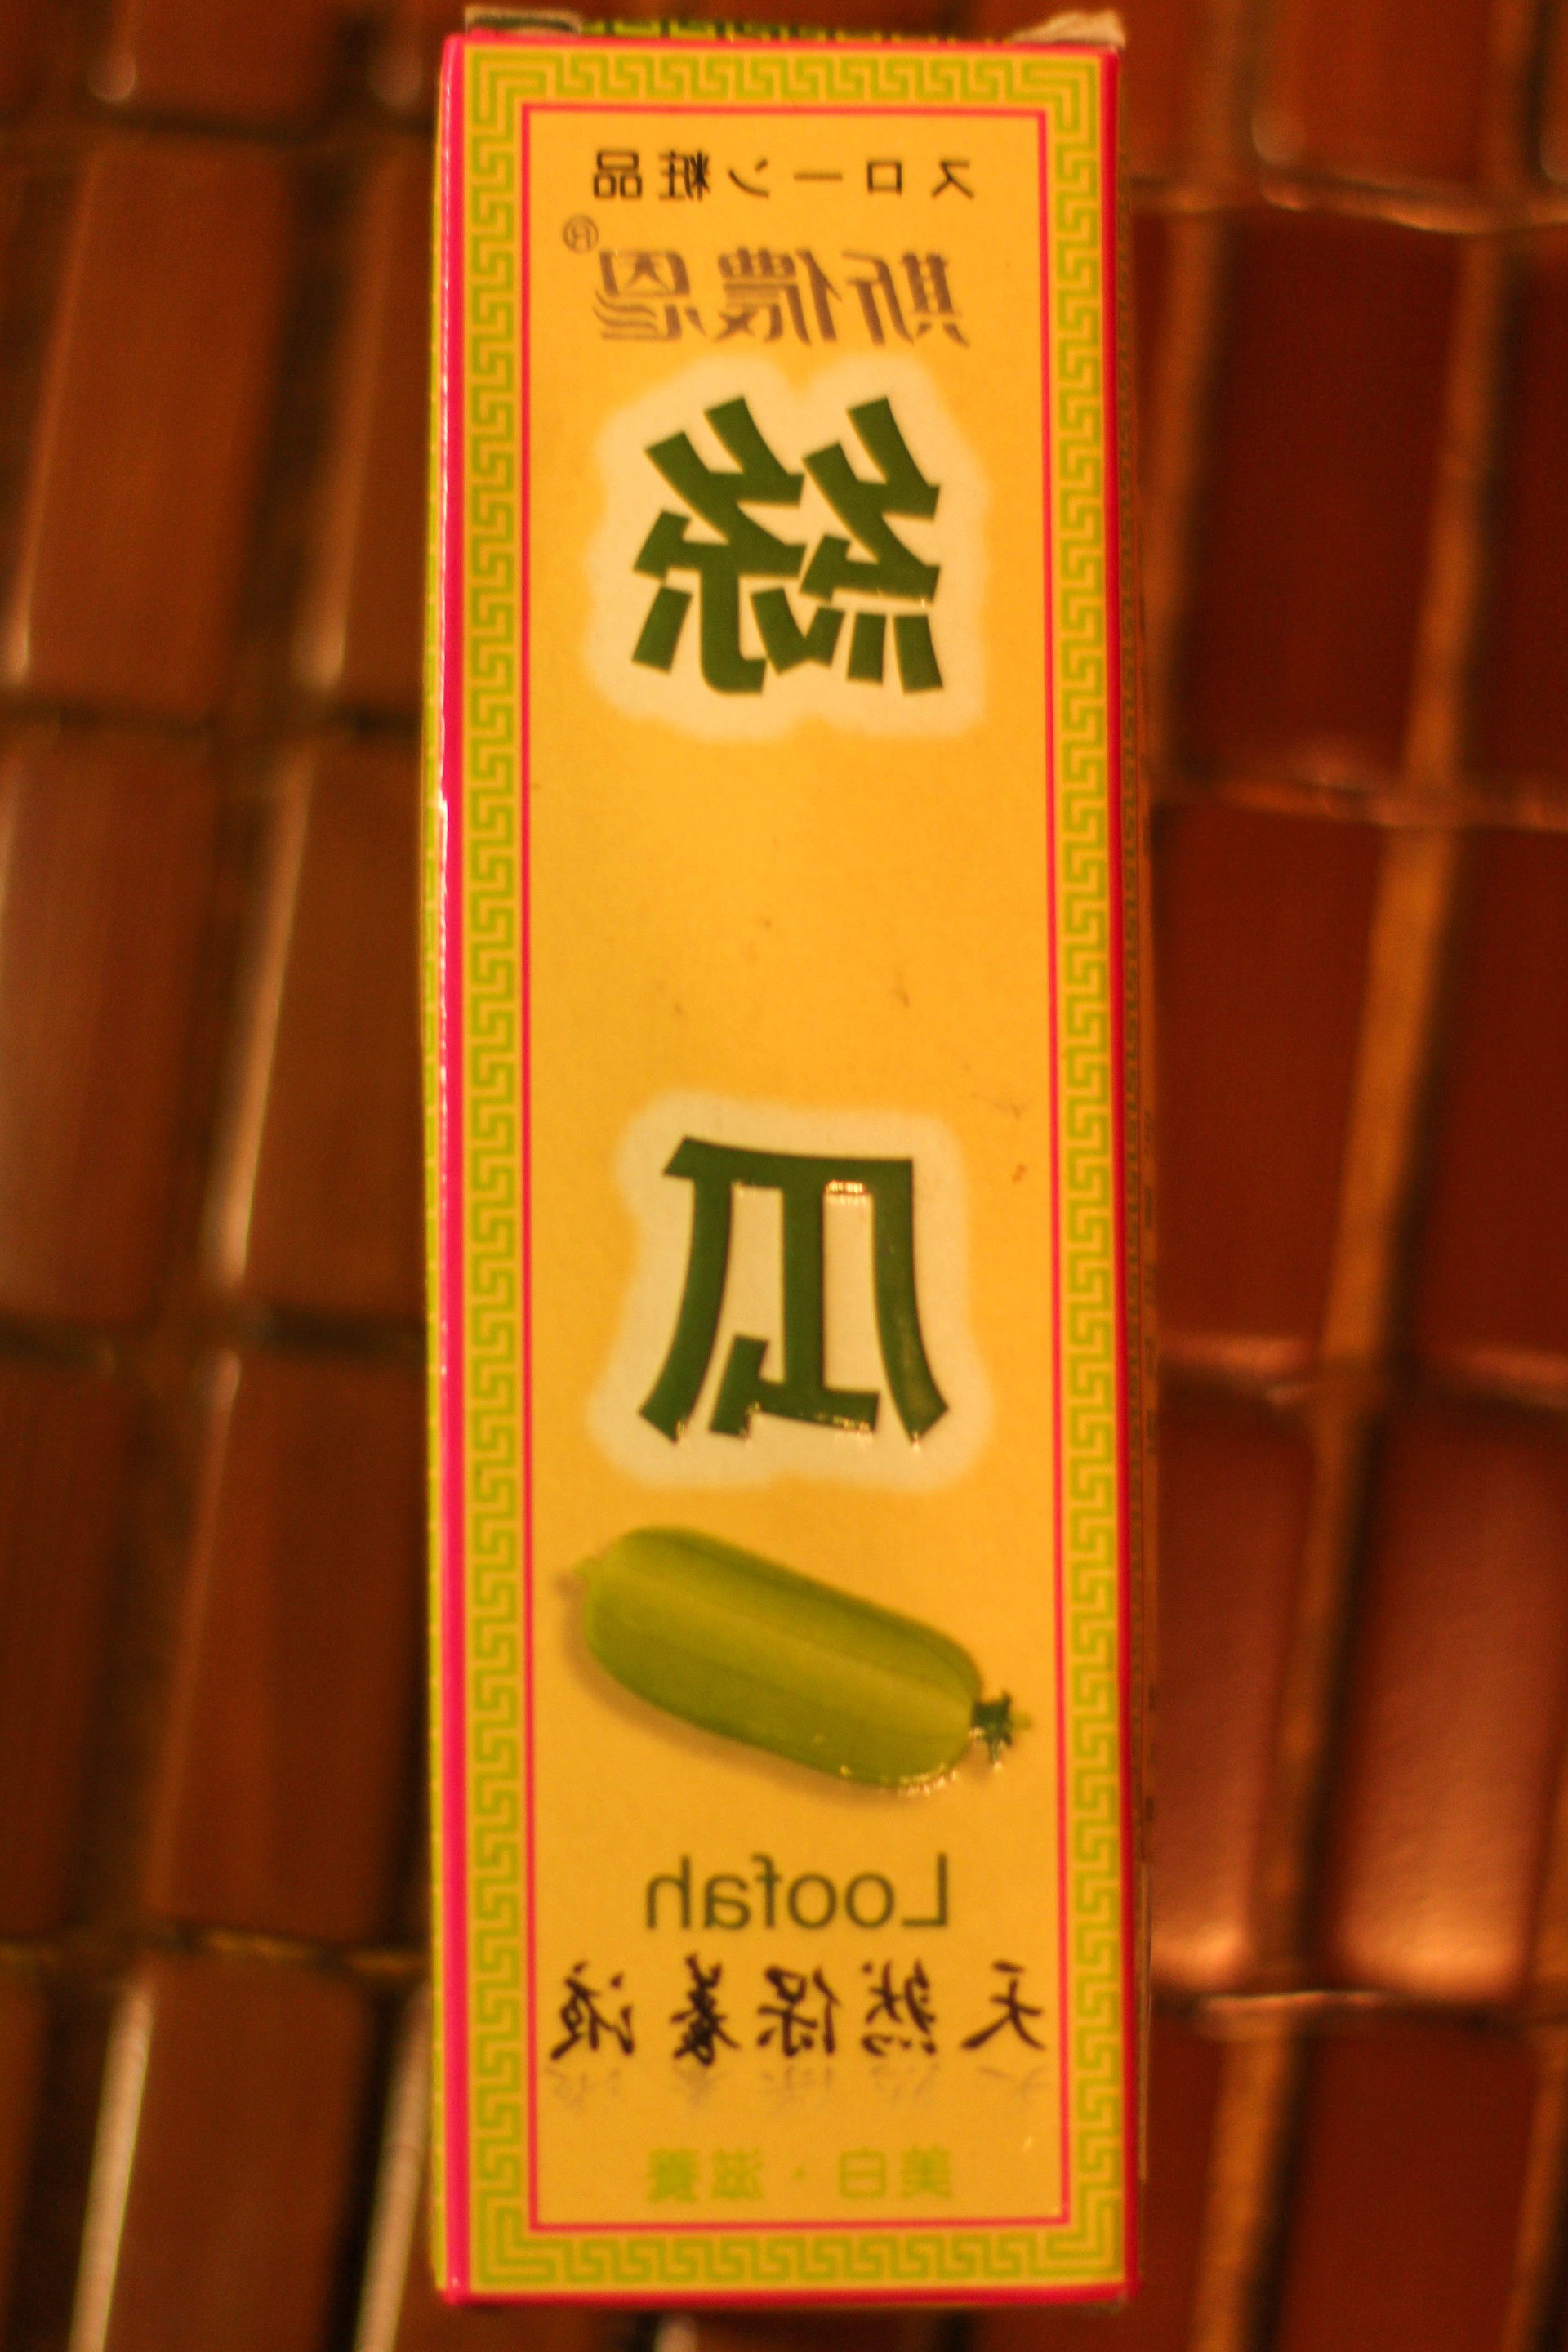 スローン粧品
斯儂恩®
絲
瓜
Loofah
天然保養液
美白・滋養